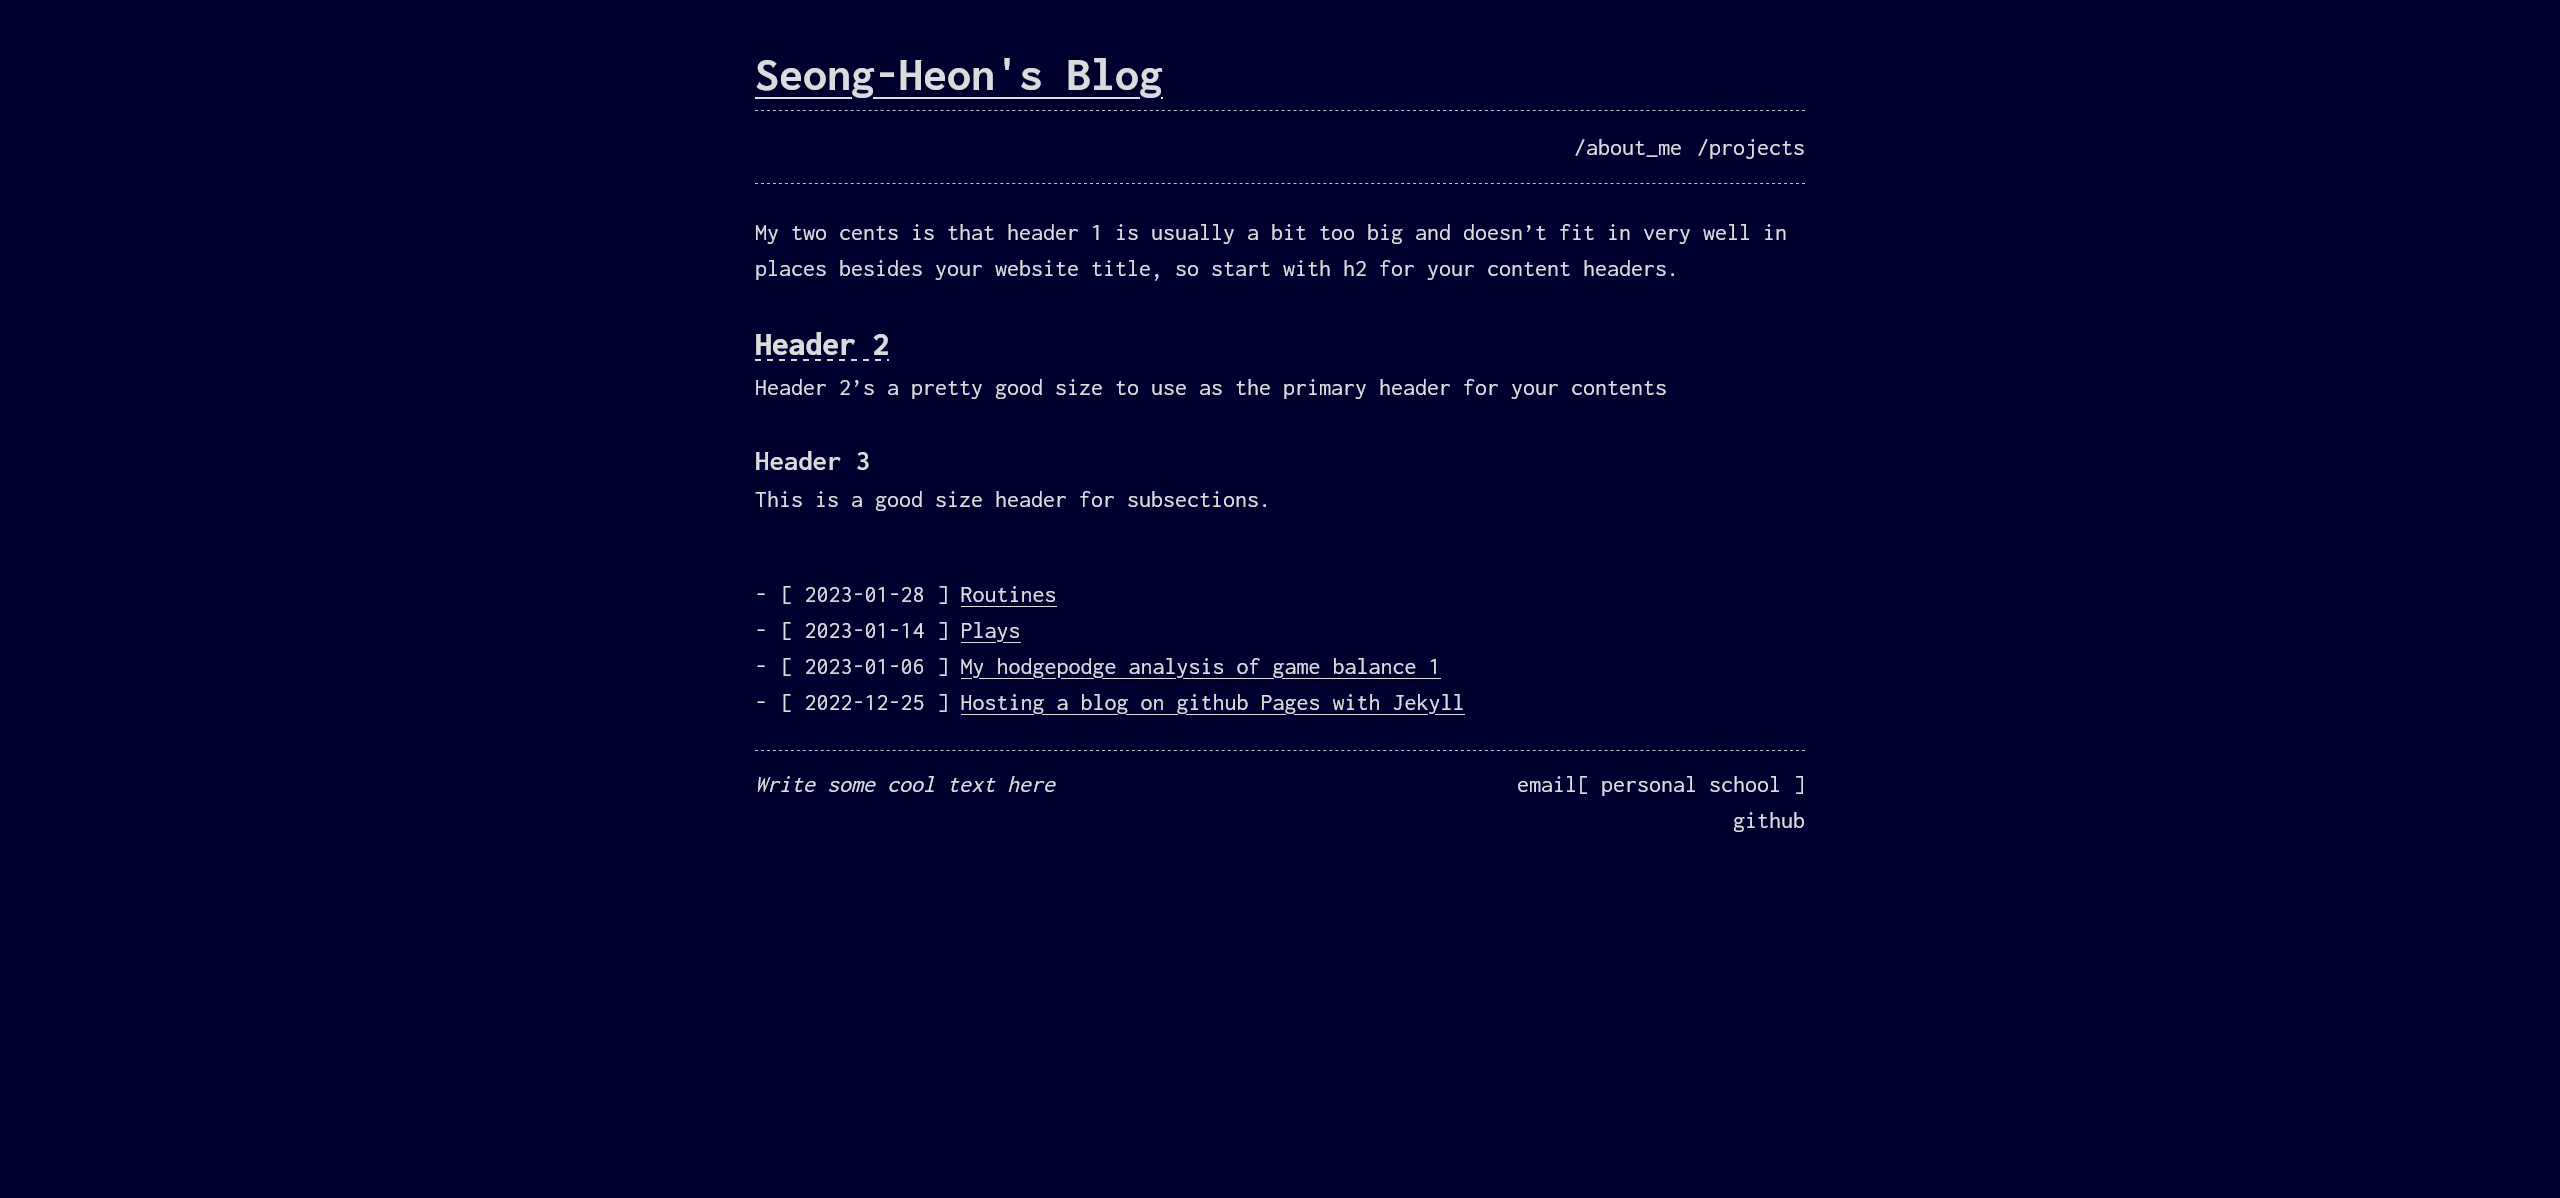 Seong-Heon's Blog
/about_me /projects
My two cents is that header 1 is usually a bit too big and doesn’t fit in very well in
places besides your website title, so start with h2 for your content headers.
Header 2
Header 2’s a pretty good size to use as the primary header for your contents
Header 3
This is a good size header for subsections.
- [ 2023-01-28 ] Routines
- [ 2023-01-14 ] Plays
- [ 2023-01-06 ] My hodgepodge analysis of game balance 1
- [ 2022-12-25 ] Hosting a blog on github Pages with Jekyll
Write some cool text here email[ personal school ]
github